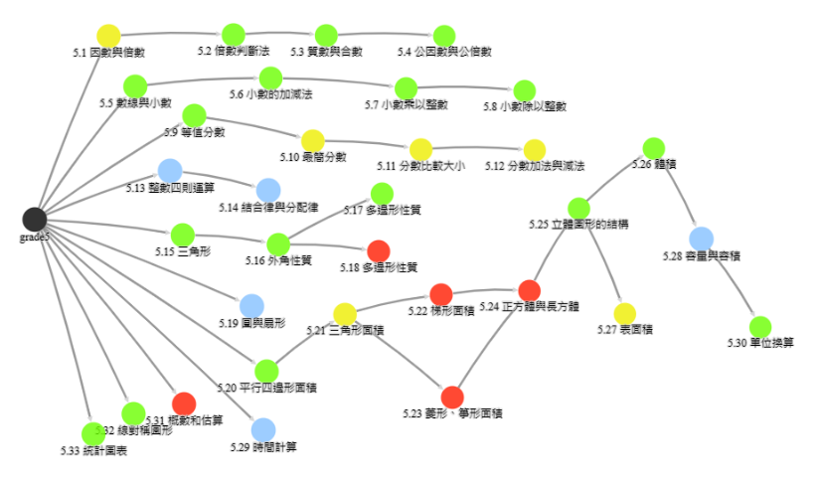 5.1 因數與倍數
5.2 倍數判斷法
5.3 質數與合數
5.4 公因數與公倍數
5.5 數線與小數
5.6 小數的加減法
5.7 小數乘以整數
5.8 小數除以整數
5.9 等值分數
5.10 最簡分數
5.11 分數比較大小
5.12 分數加法與減法
5.13 整數四則運算
5.14 結合律與分配律
5.17 多邊形性質
5.26 體積
5.25 立體圖形的結構
grade5
5.15 三角形
5.16 外角性質
5.18 多邊形性質
5.28 容量與容積
5.19 圓與扇形
5.21 三角形面積
5.22 梯形面積
5.24 正方體與長方體
5.27 表面積
5.30 單位換算
5.20 平行四邊形面積
5.23 菱形、箏形面積
5.31 概數和估算
5.32 線對稱圖形
5.33 統計圖表
5.29 時間計算